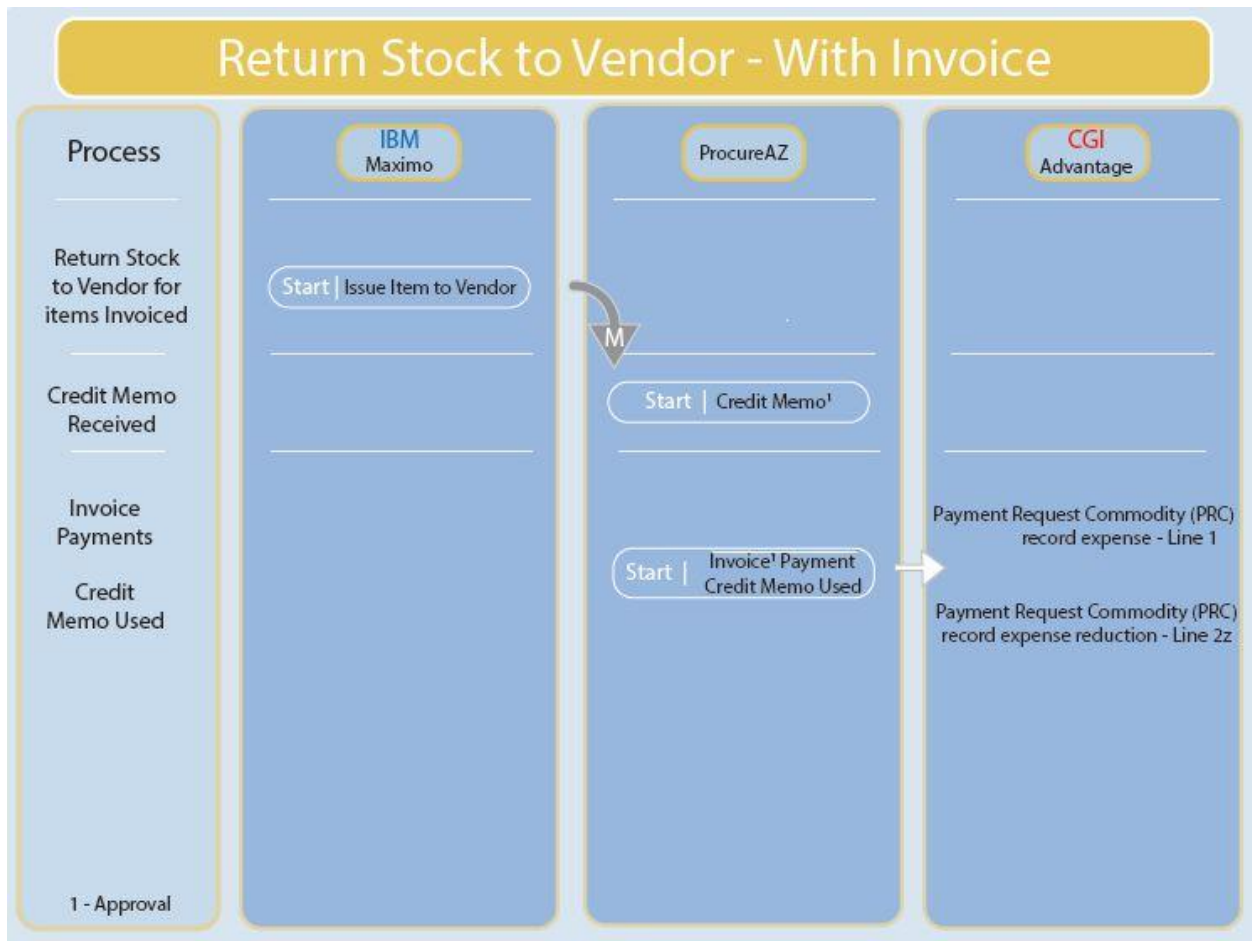 Return Stock to Vendor - With Invoice
Process
IBM
Maximo
ProcureAZ
CGI
Advantage
Return Stock
to Vendor for
items Invoiced
Start | Issue Item to Vendor
M
Credit Memo
Received
Start | Credit Memo¹
Invoice
Payments
Credit
Memo Used
Start | Invoice¹ Payment
Credit Memo Used
Payment Request Commodity (PRC)
record expense - Line 1
Payment Request Commodity (PRC)
record expense reduction - Line 2z
1 - Approval